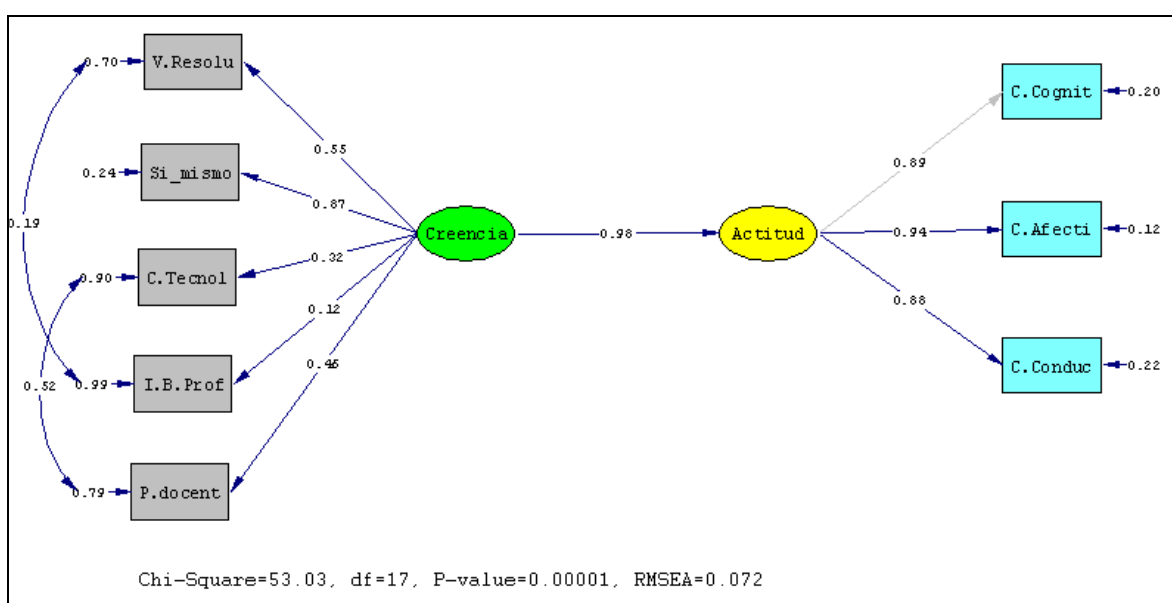 0.70 V.Resolu
C.Cognit 0.20
0.55
0.89
0.24 Si_mismo
0.87
0.19
Creencia 0.98 Actitud 0.94 C.Afecti 0.12
0.32
0.90 C.Tecnol
0.12
0.88
0.45
C.Conduc 0.22
0.52 0.99 I.B.Prof
0.79 P.docent
Chi-Square=53.03, df=17, P-value=0.00001, RMSEA=0.072